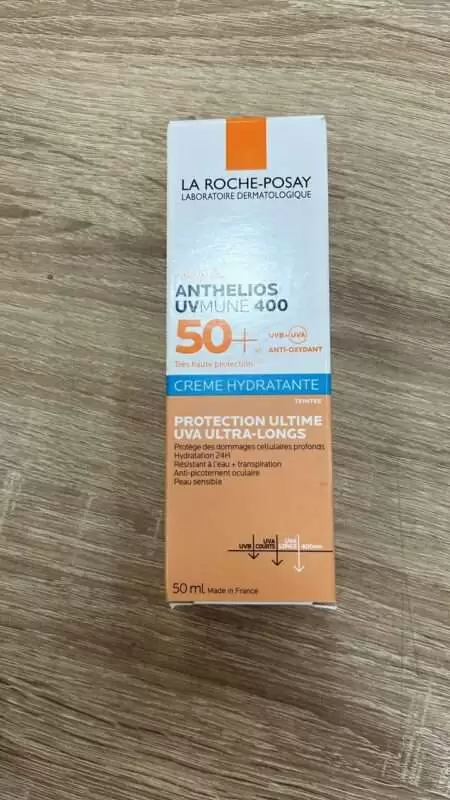 LA ROCHE-POSAY
LABORATOIRE DERMATOLOGIQUE
ANTHELIOS
UVMUNE 400
50+
UVB+UVA
ANTI-OXYDANT
Très haute protection
CREME HYDRATANTE
TEINTEE
PROTECTION ULTIME
UVA ULTRA-LONGS
Protège des dommages cellulaires profonds
Hydratation 24H
Résistant à l'eau + transpiration
Anti-picotement oculaire
Peau sensible
UVB
UVA COURTS
UVA LONGS
400nm
50 ml Made in France